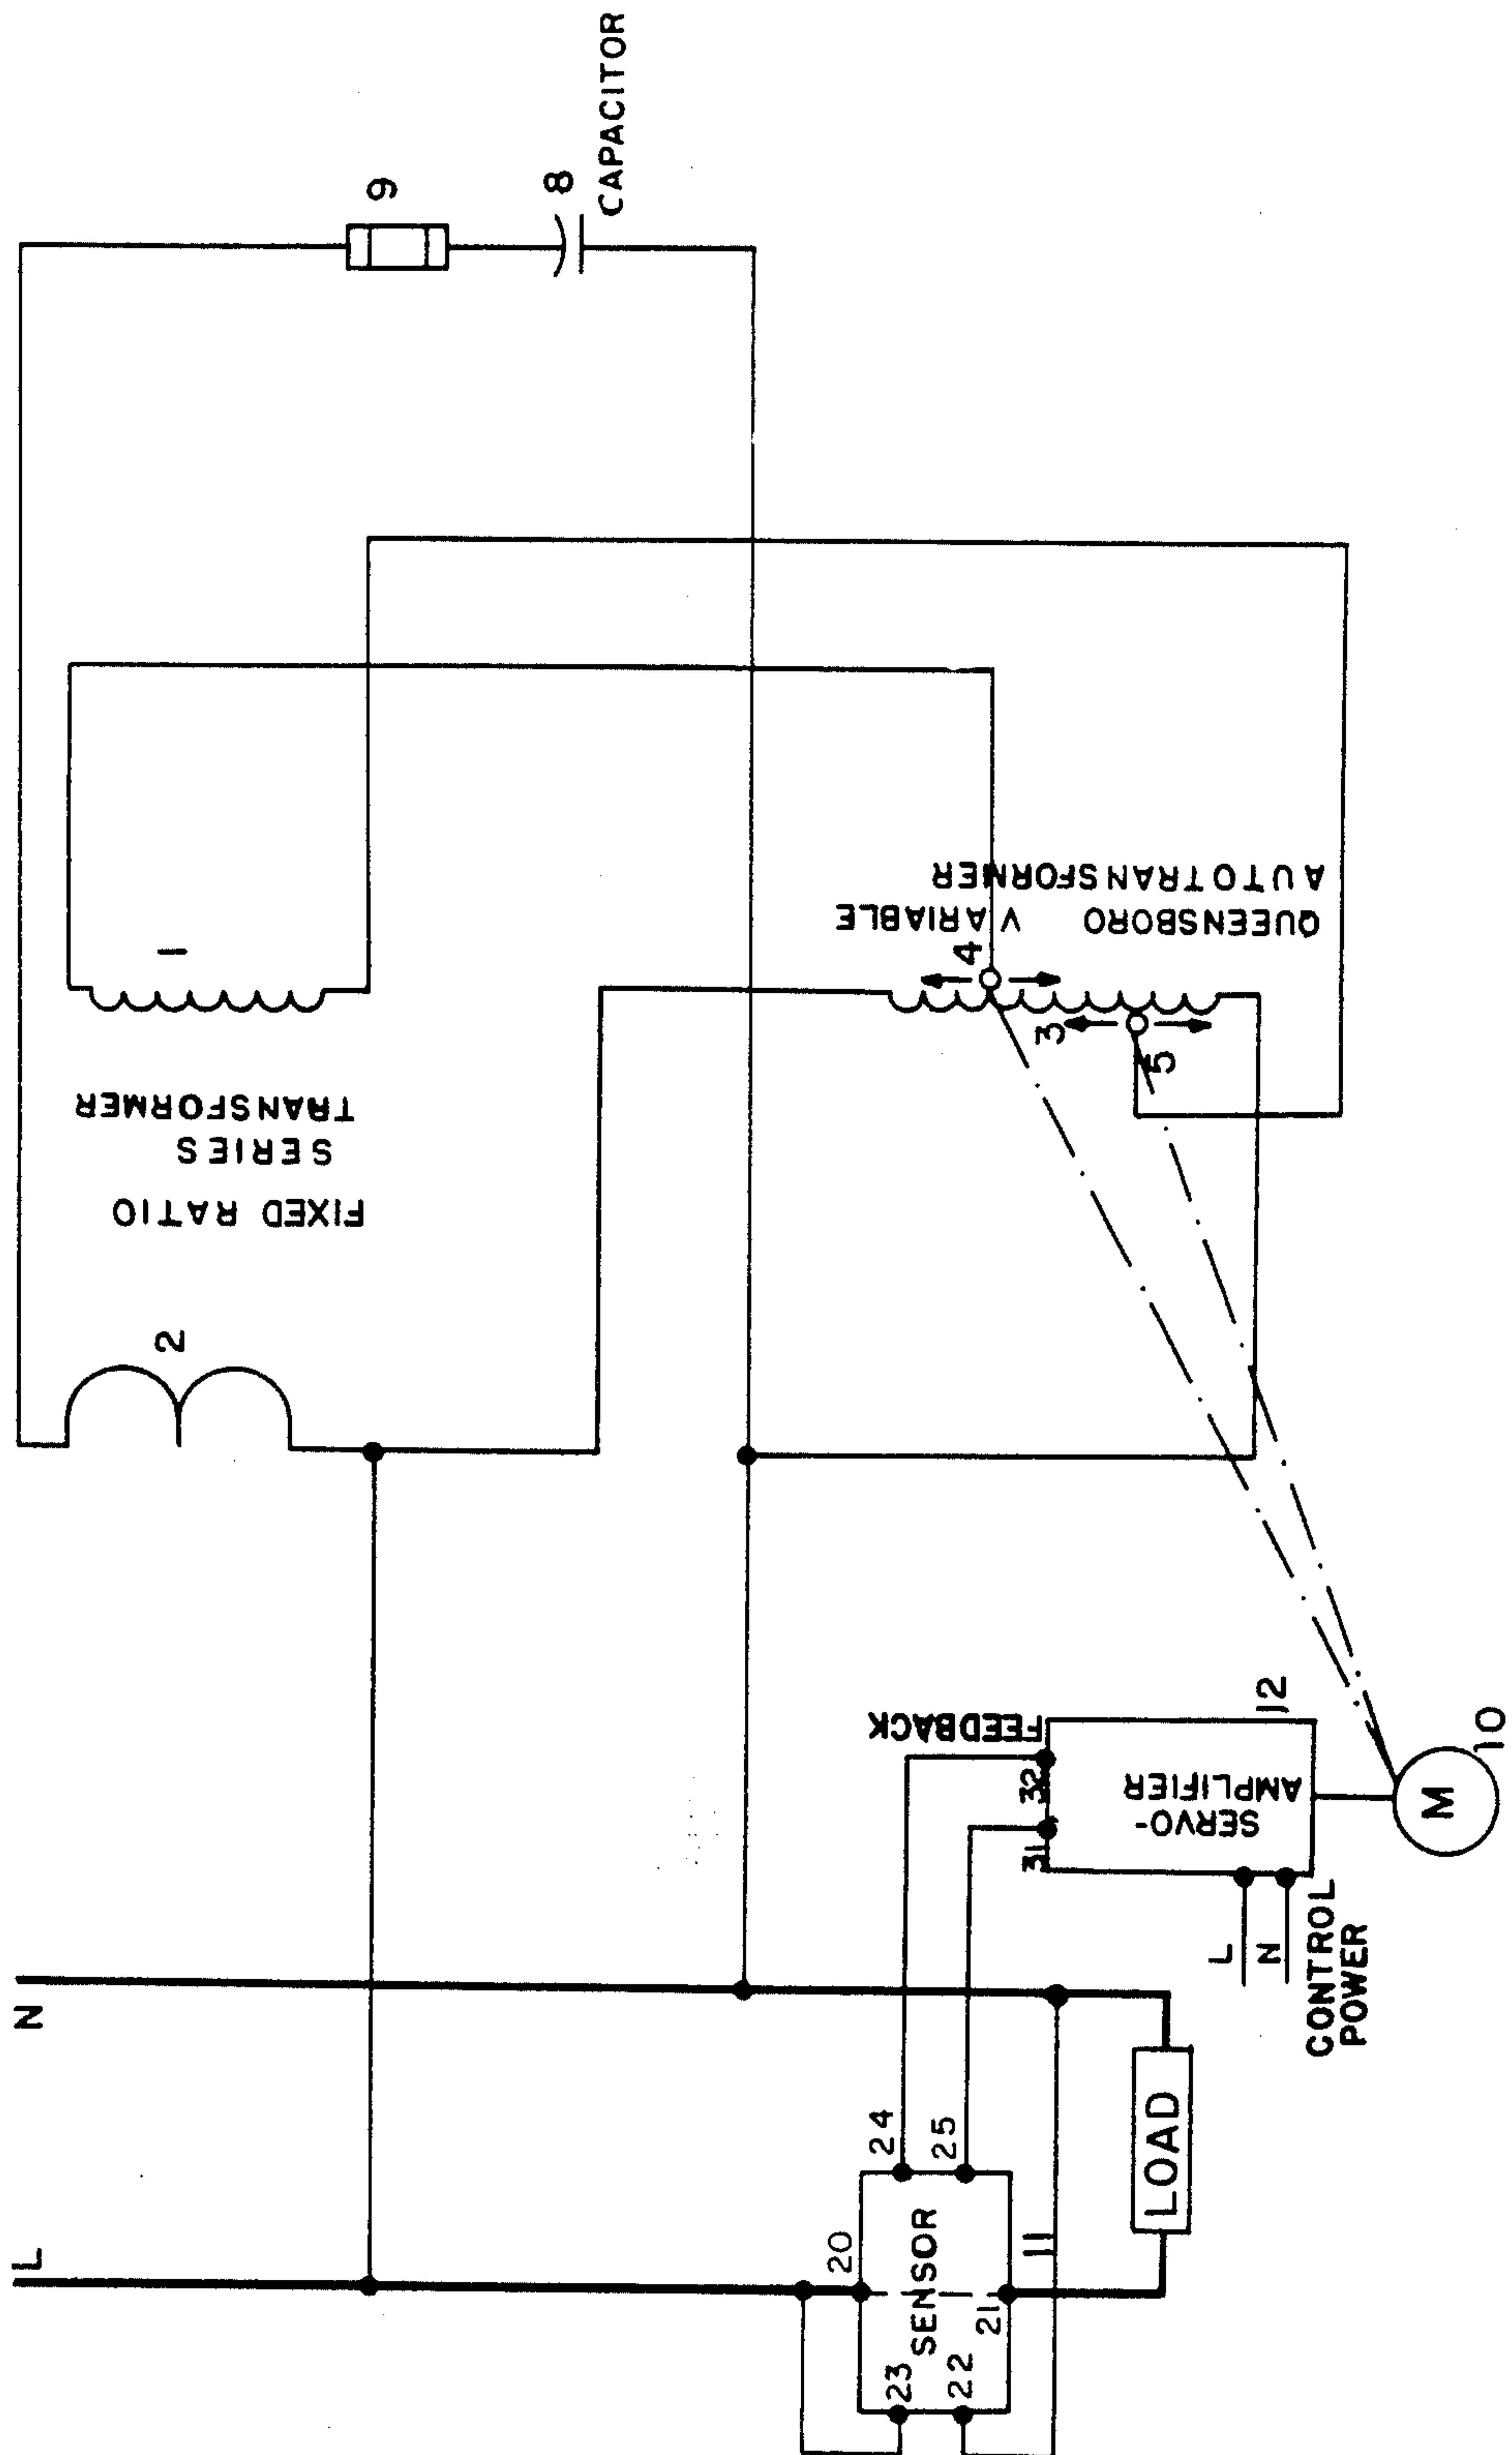 9
8
CAPACITOR
1
QUEENSBORO VARIABLE
AUTOTRANSFORMER
4
3
5
FIXED RATIO
SERIES
TRANSFORMER
2
FEEDBACK
32
31
SERVO-
AMPLIFIER
12
M
10
L
N
CONTROL
POWER
N
L
24
25
20
SENSOR
21
11
23
22
LOAD